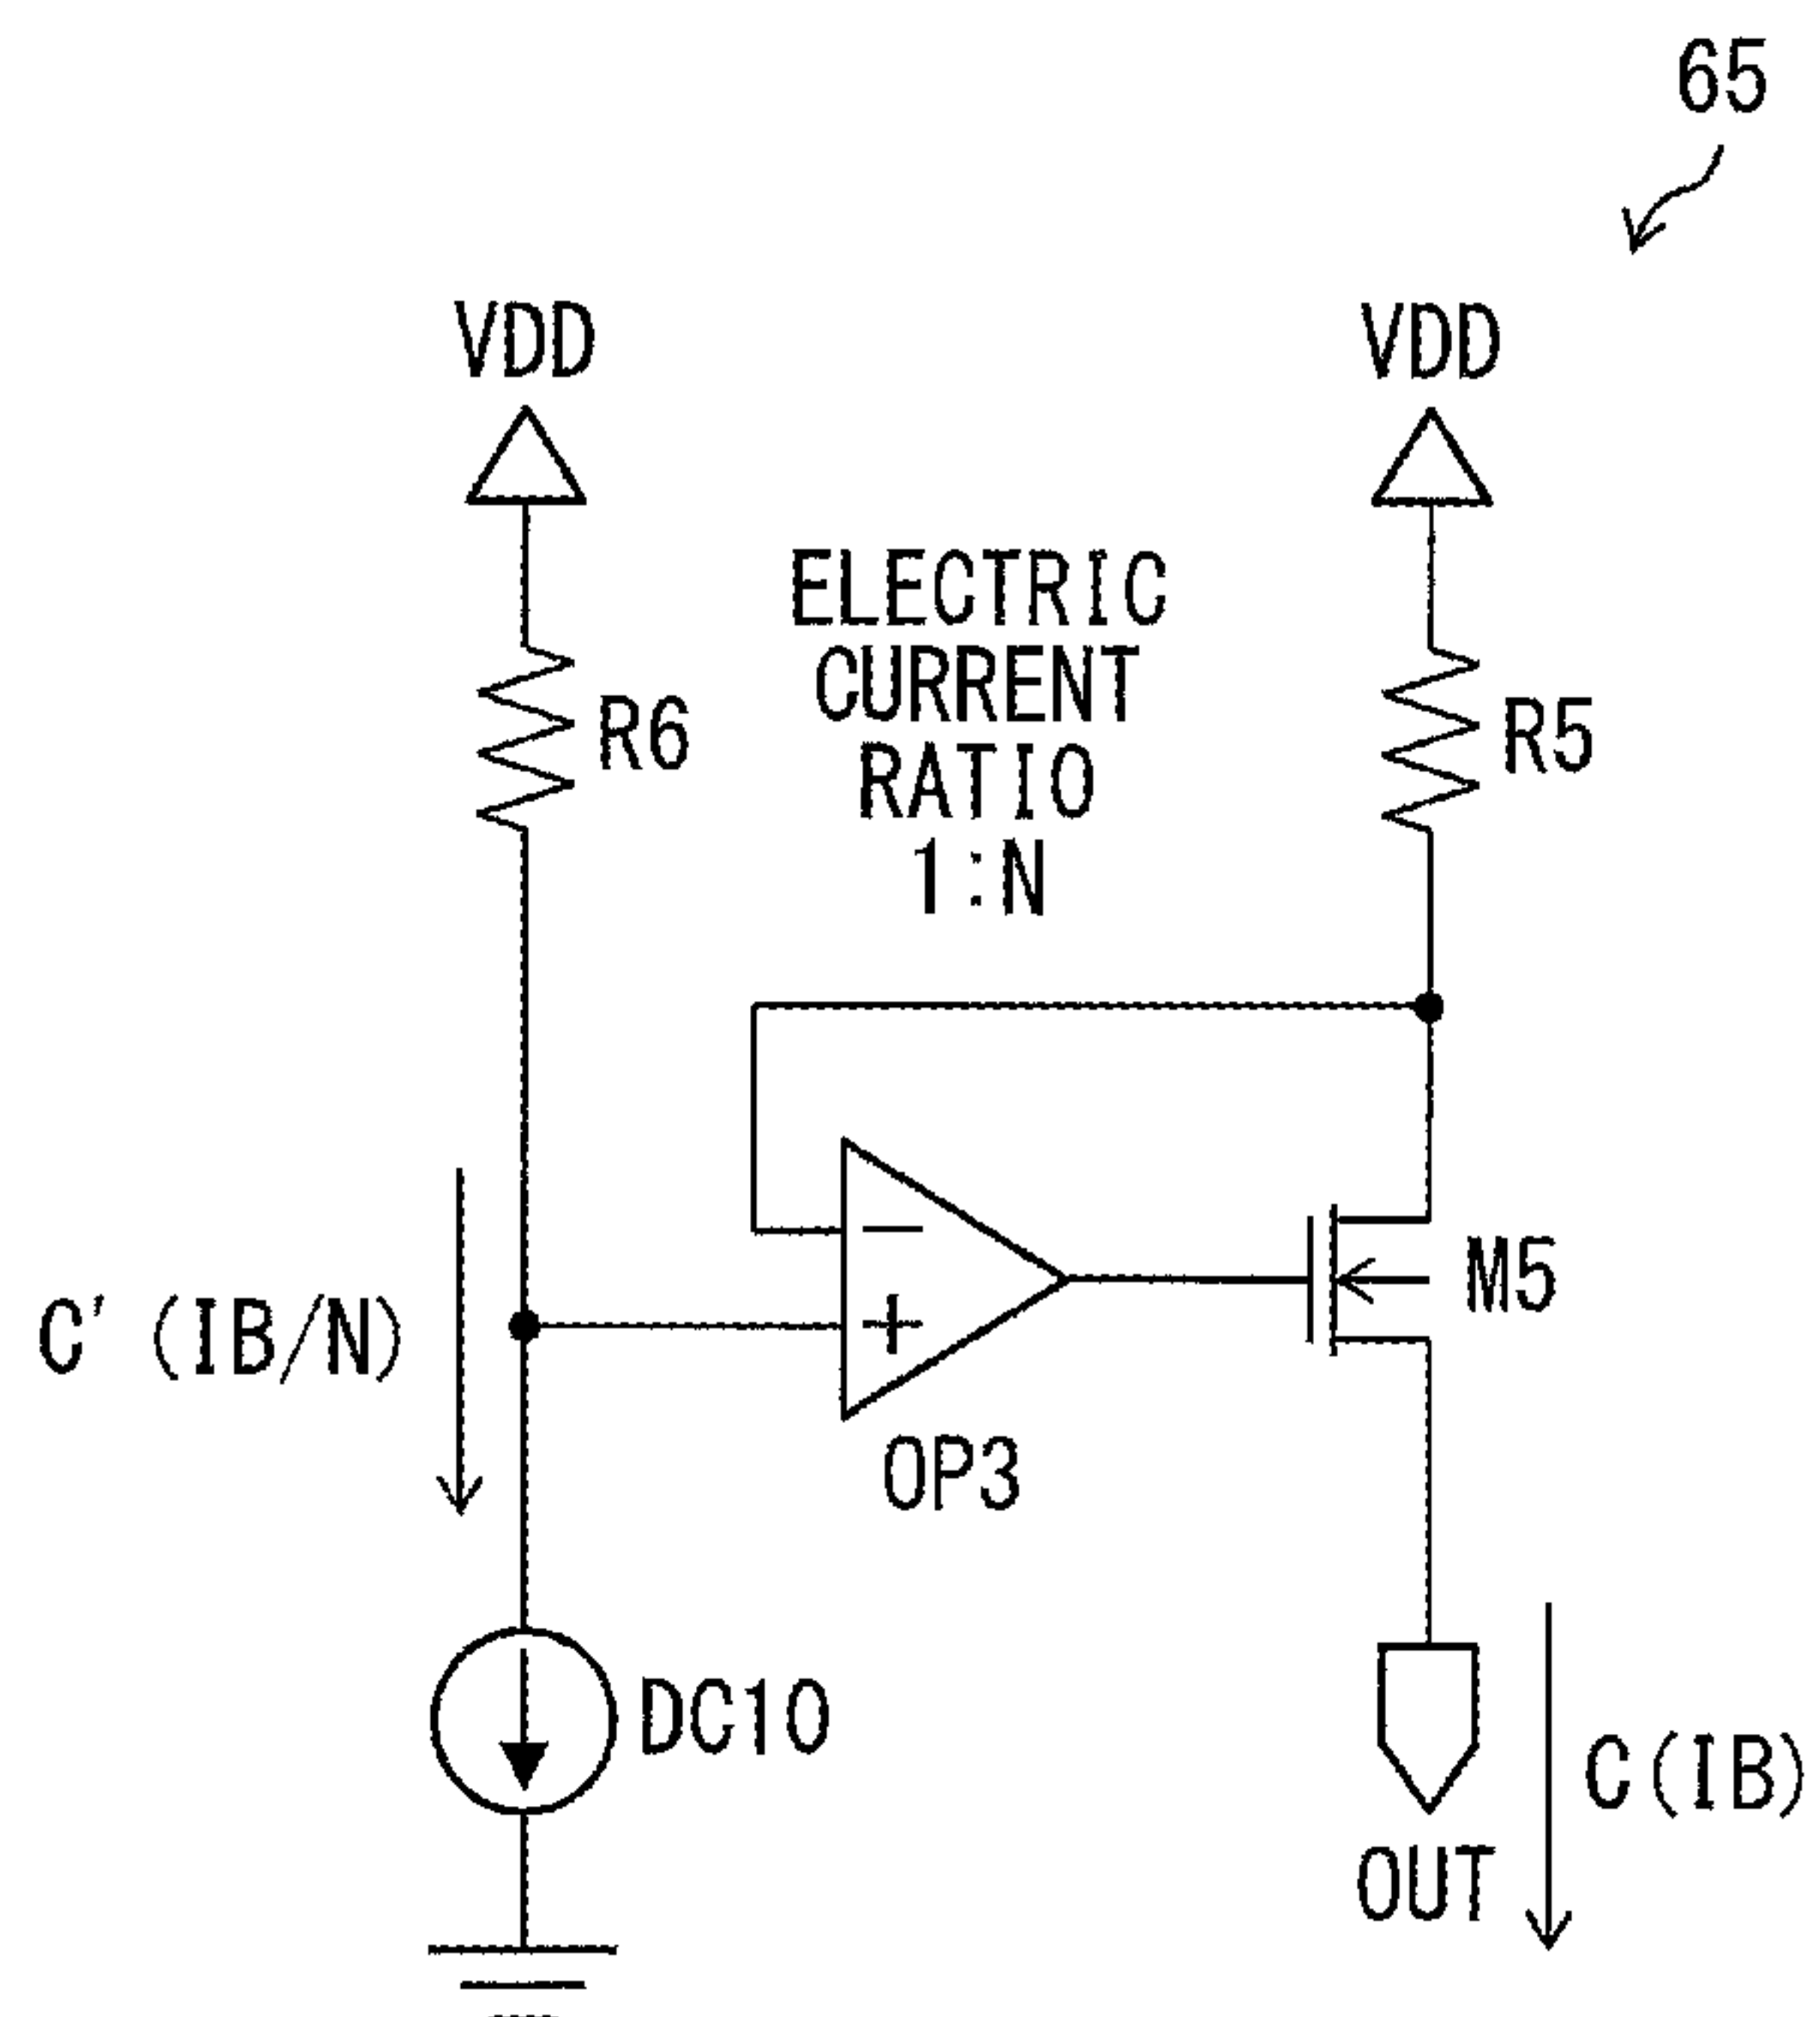 65
VDD
VDD
ELECTRIC
CURRENT
RATIO
1:N
R6
R5
−
+
M5
C' (IB/N)
OP3
DC10
C(IB)
OUT